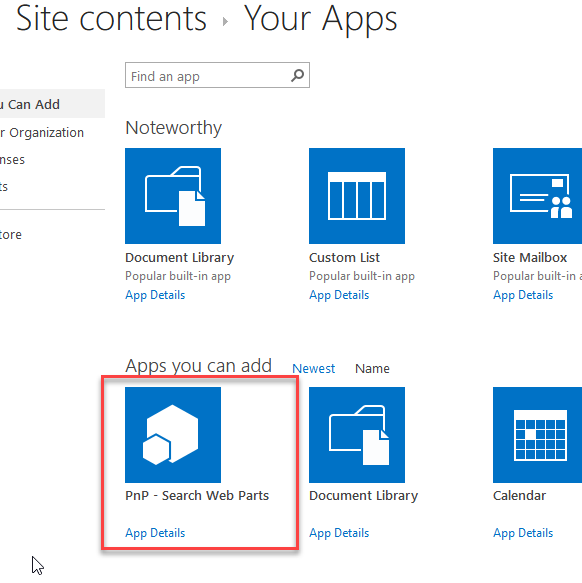 Site contents ▸ Your Apps
Find an app
u Can Add
r Organization
nses
ts
tore
Noteworthy
Document Library
Popular built-in app
App Details
Custom List
Popular built-in app
App Details
Site Mailbox
Popular built-in a
App Details
Apps you can add
Newest
Name
PnP - Search Web Parts
App Details
Document Library
App Details
Calendar
App Details